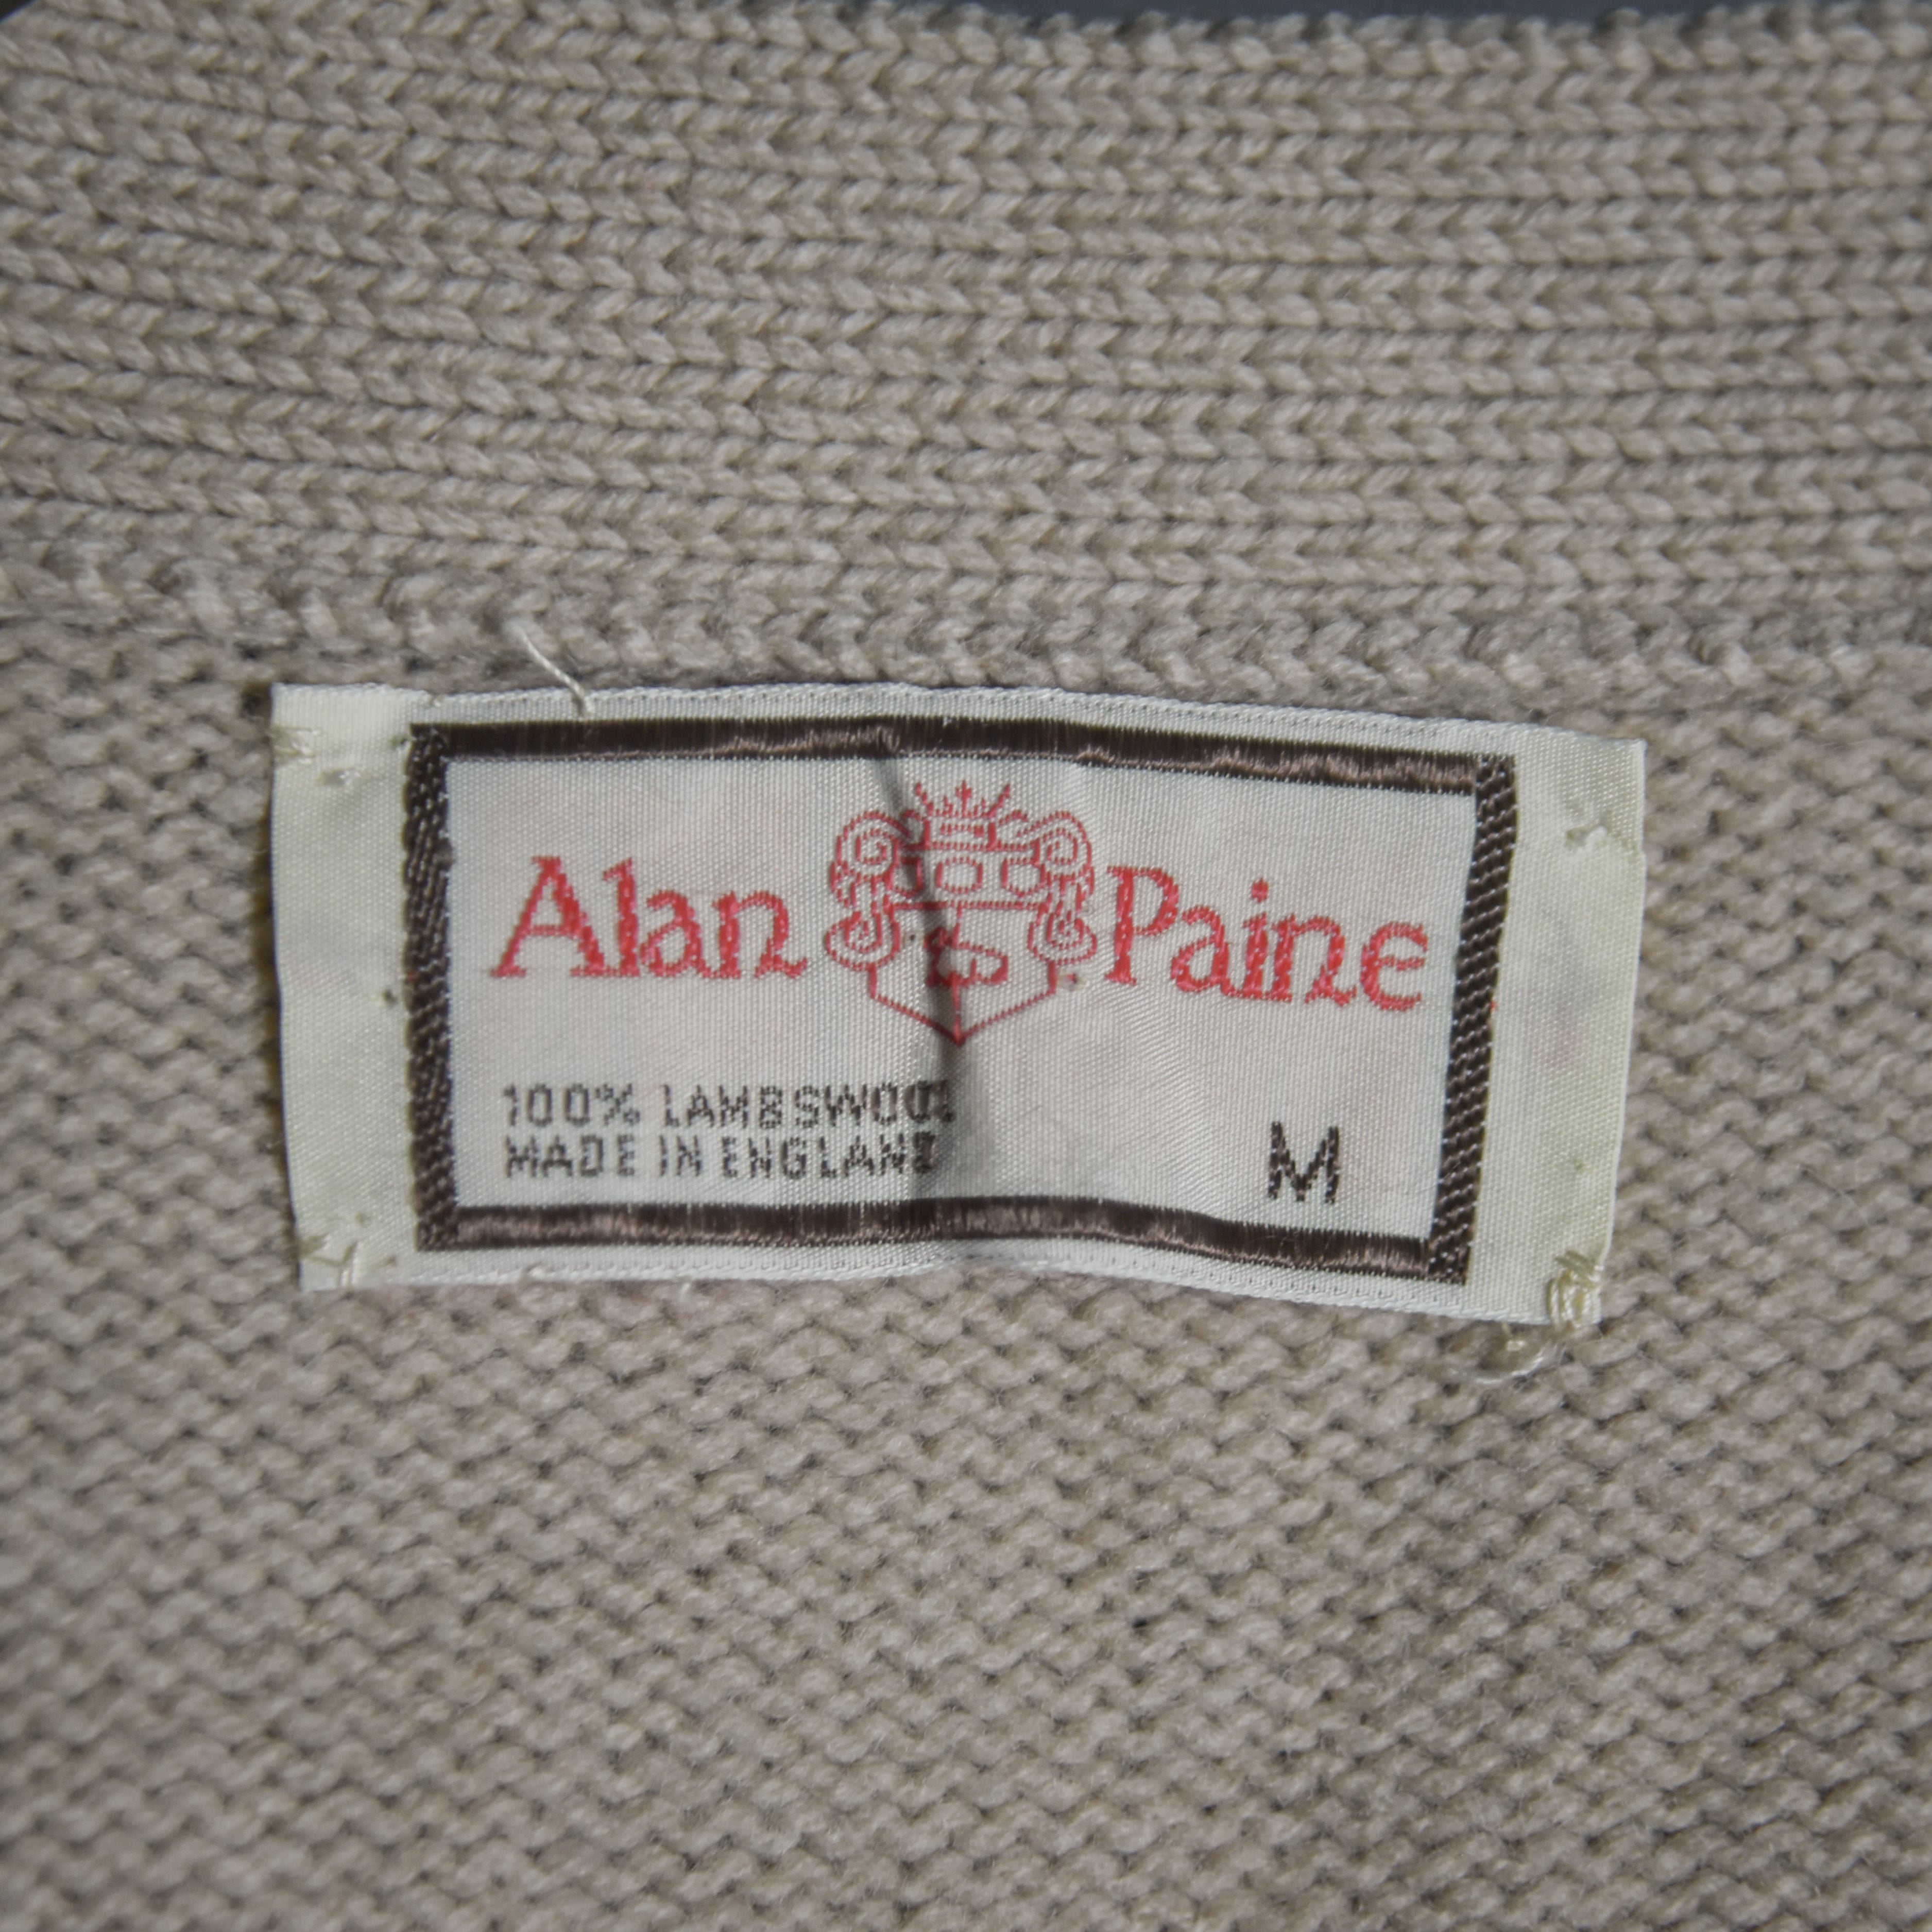 Alan Paine
100% LAMBSWOOL
MADE IN ENGLAND
M